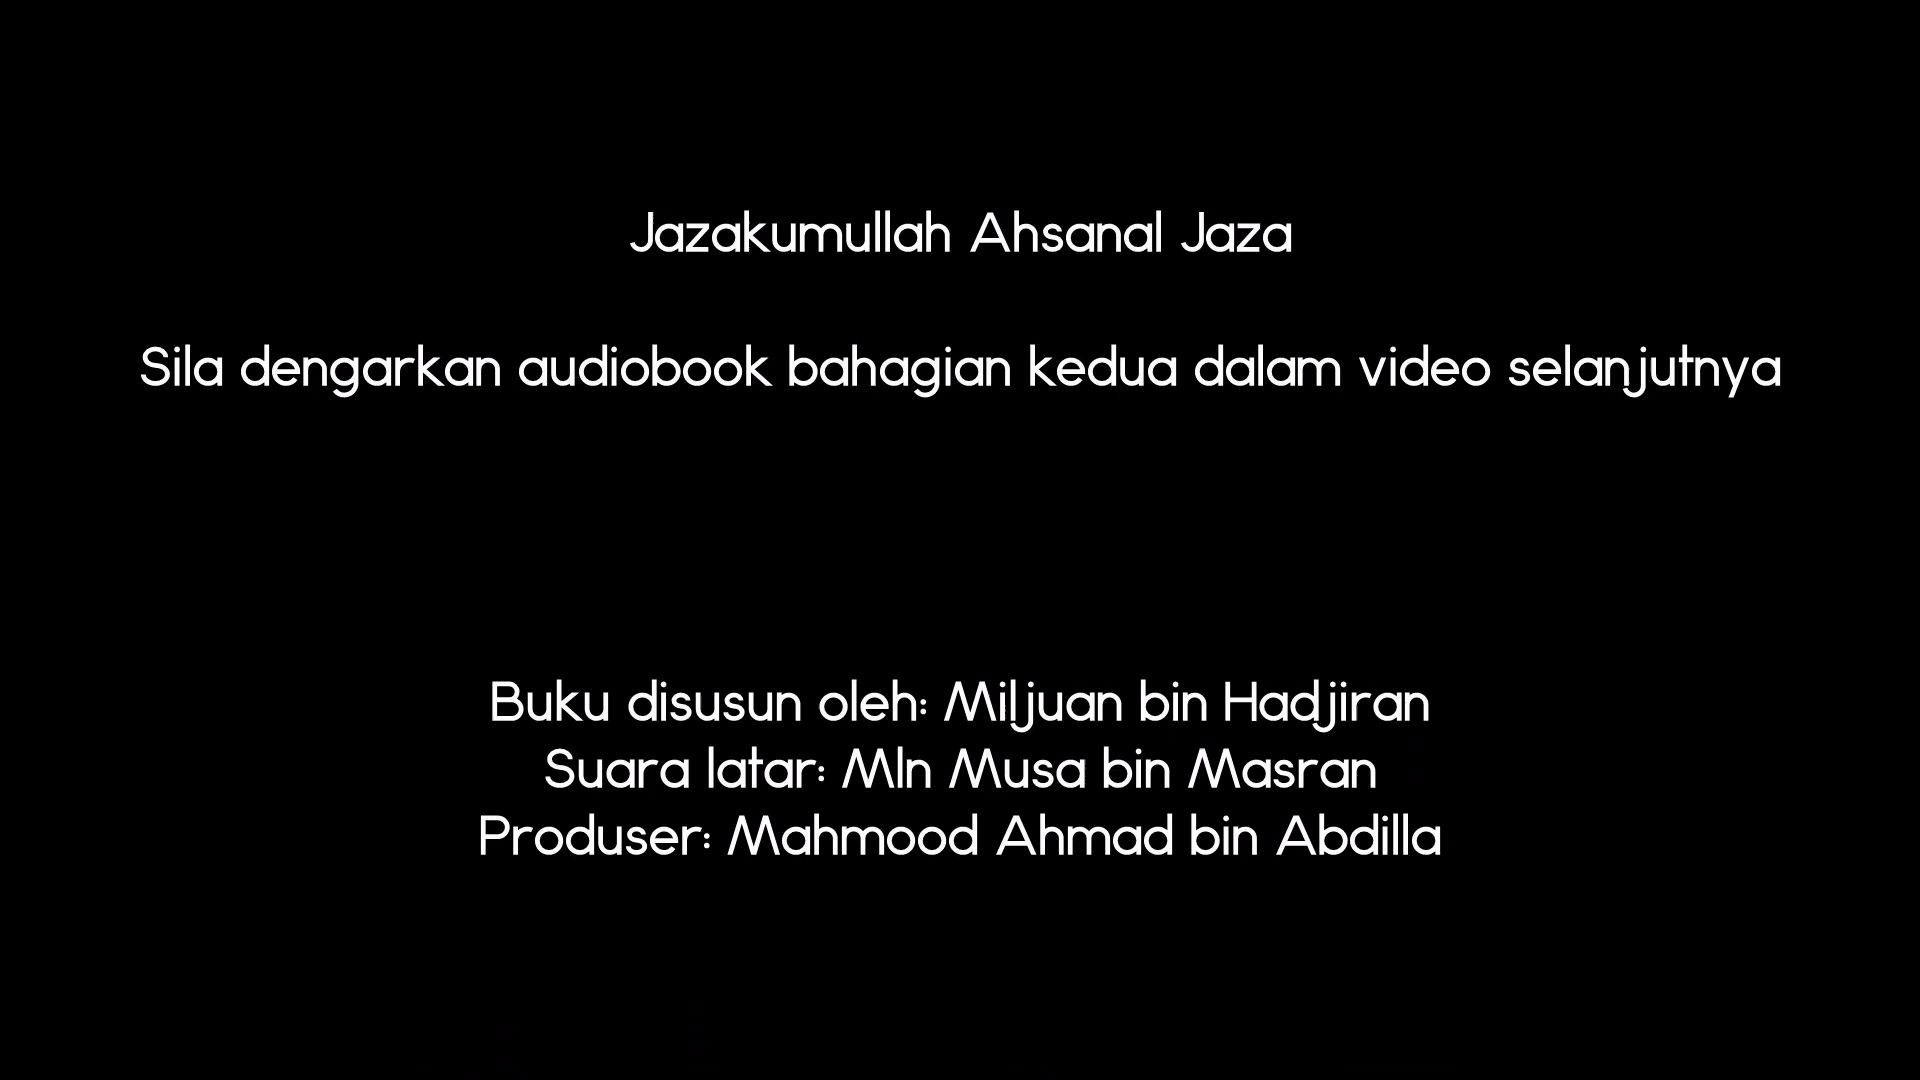 Jazakumullah Ahsanal Jaza
Sila dengarkan audiobook bahagian kedua dalam video selanjutnya
Buku disusun oleh: Miljuan bin Hadjiran
Suara latar: Mln Musa bin Masran
Produser: Mahmood Ahmad bin Abdilla